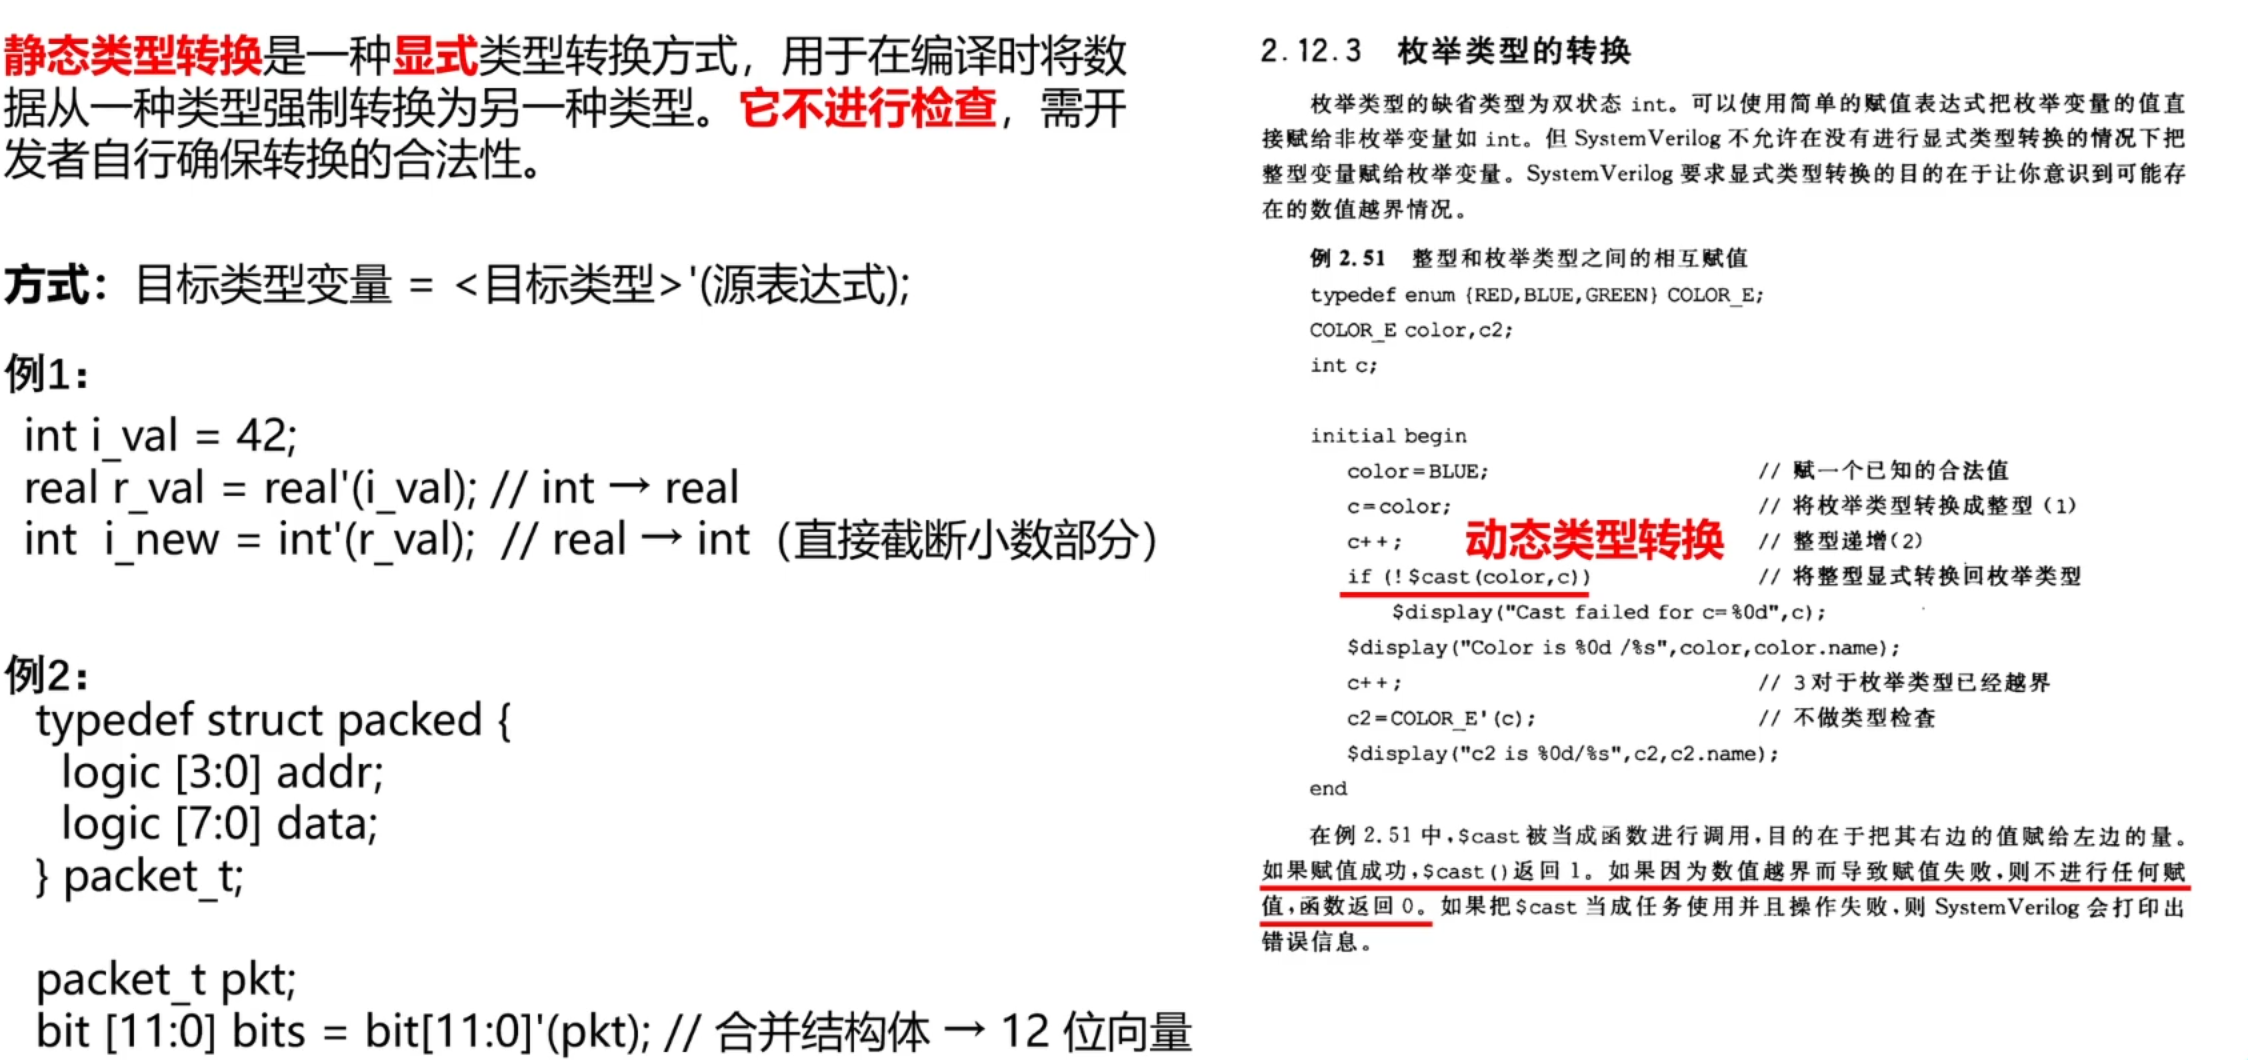 静态类型转换是一种显式类型转换方式，用于在编译时将数
据从一种类型强制转换为另一种类型。它不进行检查，需开
发者自行确保转换的合法性。
方式：目标类型变量 = <目标类型>'(源表达式);
例1：
int i_val = 42;
real r_val = real'(i_val); // int → real
int i_new = int'(r_val); // real → int（直接截断小数部分）
例2：
typedef struct packed {
logic [3:0] addr;
logic [7:0] data;
} packet_t;
packet_t pkt;
bit [11:0] bits = bit[11:0]'(pkt); // 合并结构体 → 12 位向量
2.12.3 枚举类型的转换
枚举类型的缺省类型为双状态 int。可以使用简单的赋值表达式把枚举变量的值直
接赋给非枚举变量如 int。但 SystemVerilog 不允许在没有进行显式类型转换的情况下把
整型变量赋给枚举变量。SystemVerilog 要求显式类型转换的目的在于让你意识到可能存
在的数值越界情况。
例 2.51 整型和枚举类型之间的相互赋值
typedef enum {RED,BLUE,GREEN} COLOR_E;
COLOR_E color,c2;
int c;
initial begin
color=BLUE; // 赋一个已知的合法值
c=color; // 将枚举类型转换成整型(1)
c++; 动态类型转换 // 整型递增(2)
if (!$cast(color,c)) // 将整型显式转换回枚举类型
$display("Cast failed for c=%0d",c);
$display("Color is %0d /%s",color,color.name);
c++; // 3对于枚举类型已经越界
c2=COLOR_E'(c); // 不做类型检查
$display("c2 is %0d/%s",c2,c2.name);
end
在例 2.51 中,$cast 被当成函数进行调用,目的在于把其右边的值赋给左边的量。
如果赋值成功,$cast()返回 1。如果因为数值越界而导致赋值失败,则不进行任何赋
值,函数返回 0。如果把$cast 当成任务使用并且操作失败,则 SystemVerilog 会打印出
错误信息。